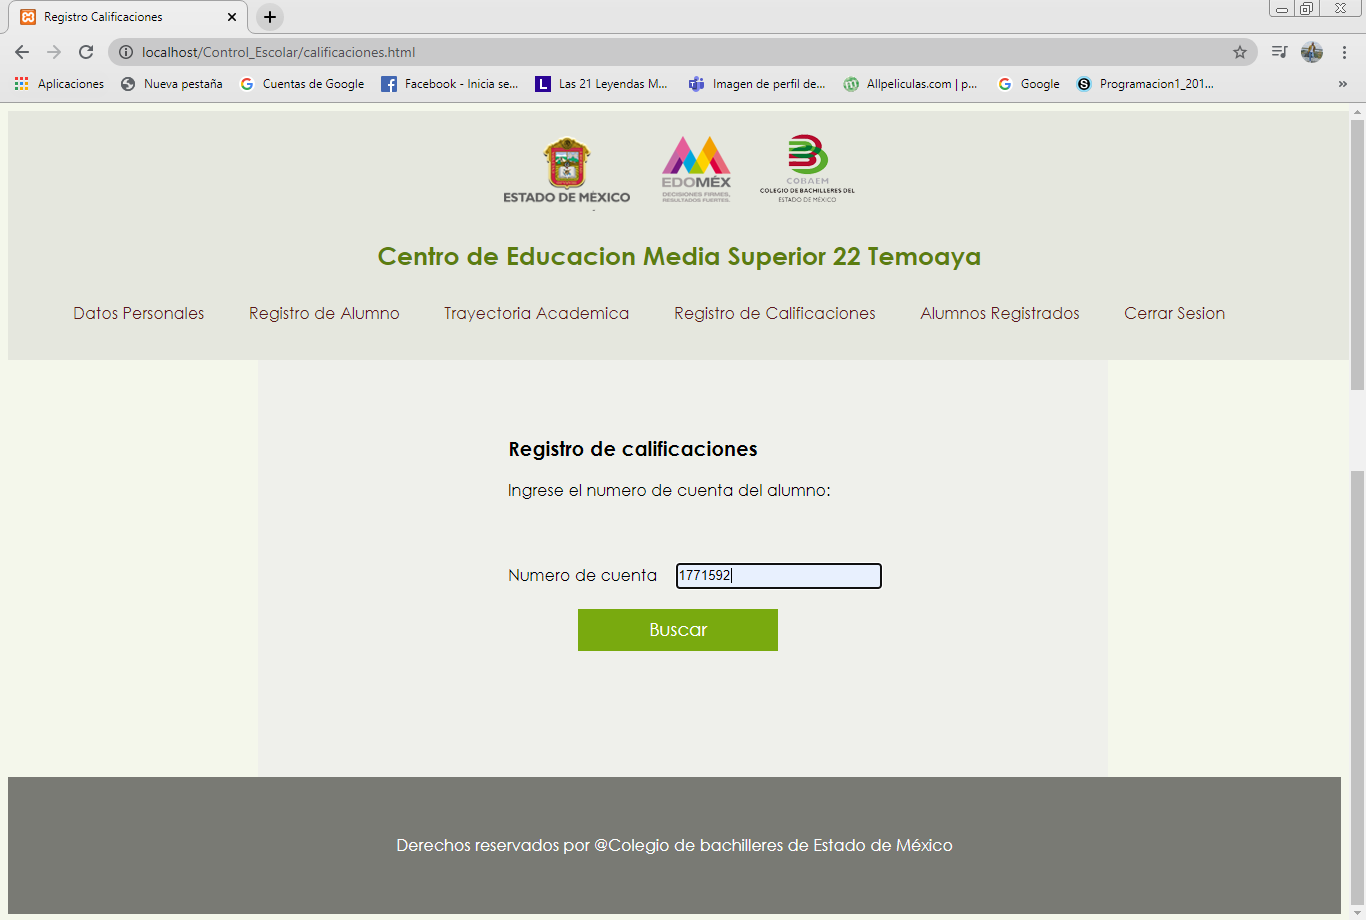 Registro Calificaciones
localhost/Control_Escolar/calificaciones.html
Aplicaciones Nueva pestaña Cuentas de Google Facebook - Inicia se... Las 21 Leyendas M... Imagen de perfil de... Allpeliculas.com | p... Google Programacion1_201... »
ESTADO DE MÉXICO
EDOMÉX
DECISIONES FIRMES,
RESULTADOS FUERTES.
COBAEM
COLEGIO DE BACHILLERES DEL
ESTADO DE MÉXICO
Centro de Educacion Media Superior 22 Temoaya
Datos Personales Registro de Alumno Trayectoria Academica Registro de Calificaciones Alumnos Registrados Cerrar Sesion
Registro de calificaciones
Ingrese el numero de cuenta del alumno:
Numero de cuenta 1771592
Buscar
Derechos reservados por @Colegio de bachilleres de Estado de México